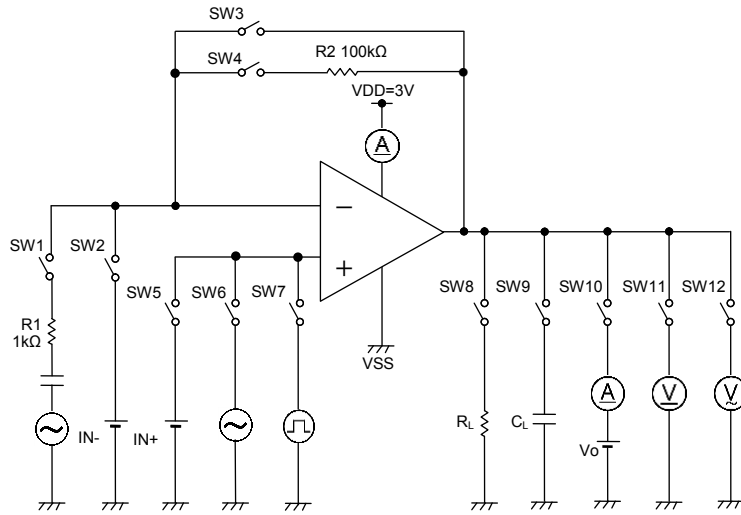 SW3
SW4
R2 100kΩ
VDD=3V
A
−
+
SW1
SW2
SW5
SW6
SW7
SW8
SW9
SW10
SW11
SW12
R1
1kΩ
VSS
A
V
V
IN-
IN+
RL
CL
Vo